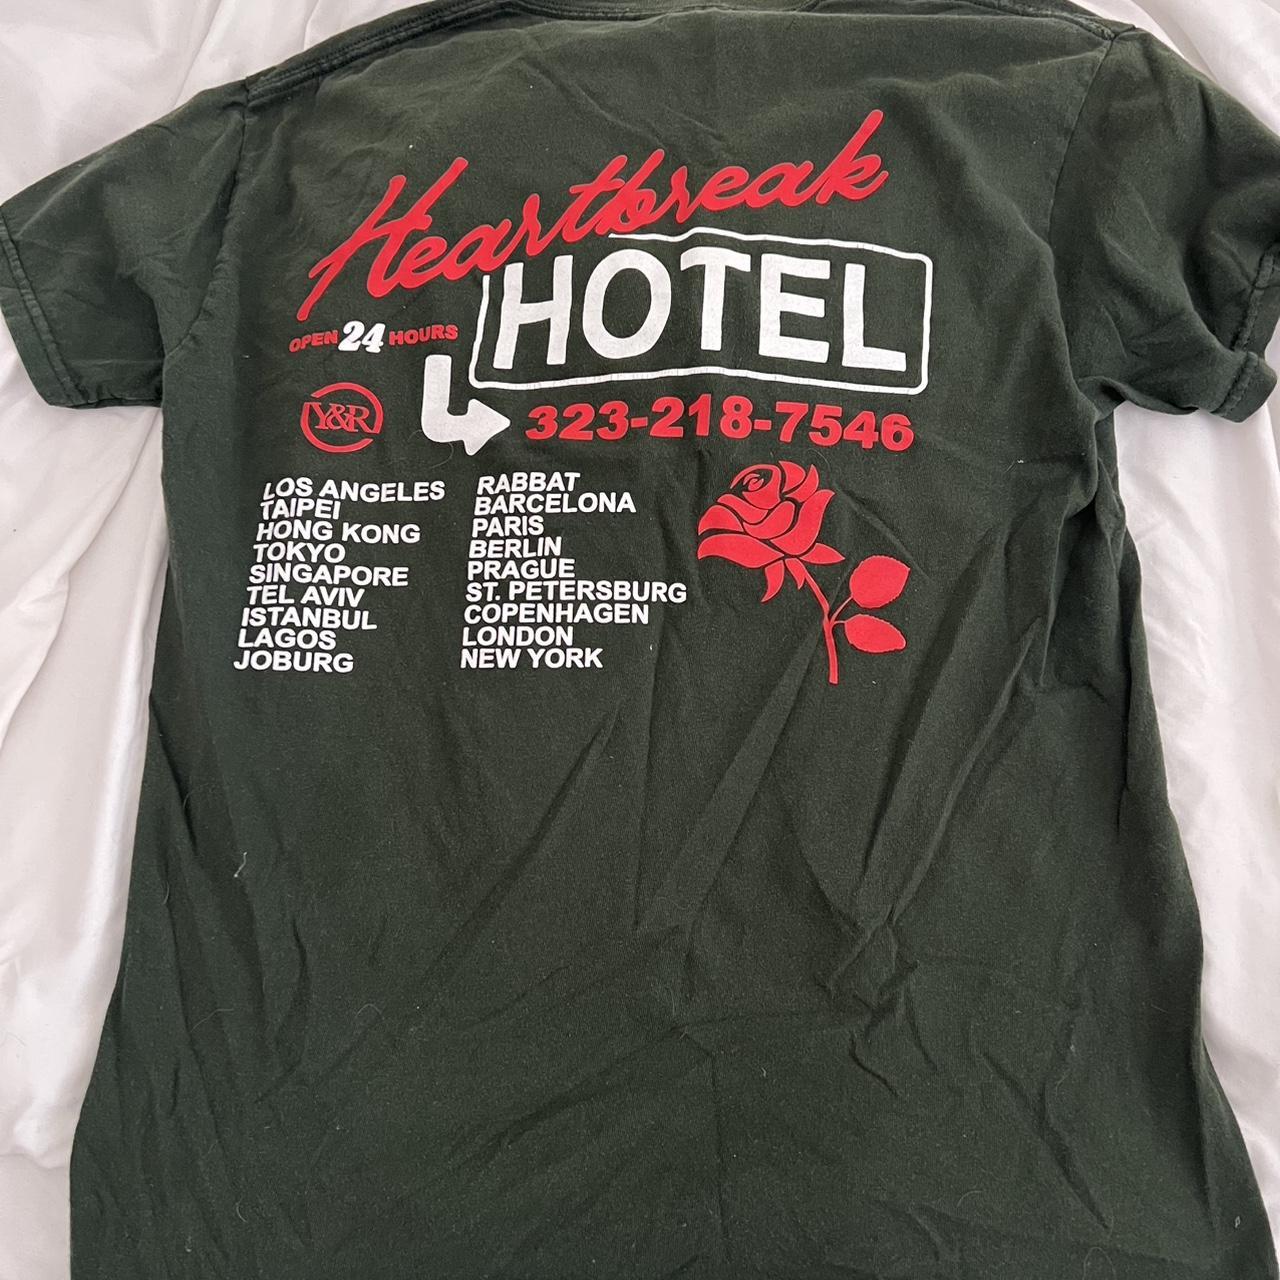 Heartbreak
HOTEL
OPEN 24 HOURS
Y&R
323-218-7546
LOS ANGELES
TAIPEI
HONG KONG
TOKYO
SINGAPORE
TEL AVIV
ISTANBUL
LAGOS
JOBURG
RABBAT
BARCELONA
PARIS
BERLIN
PRAGUE
ST. PETERSBURG
COPENHAGEN
LONDON
NEW YORK